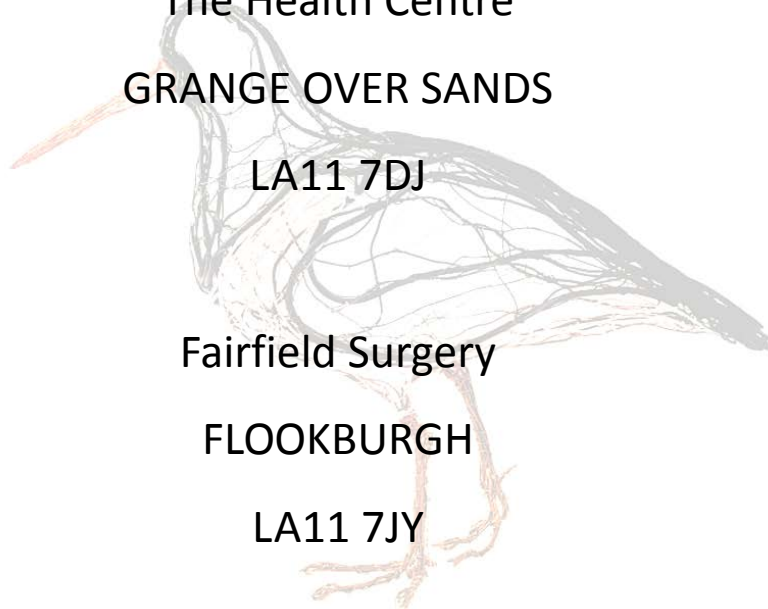 The Health Centre
GRANGE OVER SANDS
LA11 7DJ
Fairfield Surgery
FLOOKBURGH
LA11 7JY